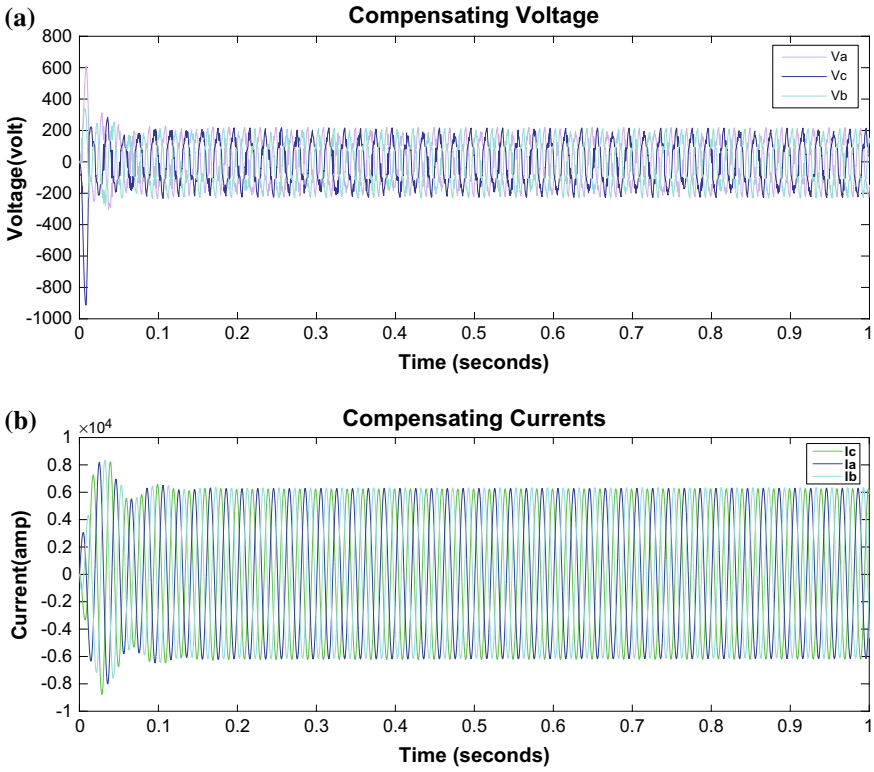 (a)
Compensating Voltage
800
600
400
200
0
-200
-400
-600
-800
-1000
Voltage(volt)
Va
Vc
Vb
0 0.1 0.2 0.3 0.4 0.5 0.6 0.7 0.8 0.9 1
Time (seconds)
(b)
Compensating Currents
×10⁴
1
0.8
0.6
0.4
0.2
0
-0.2
-0.4
-0.6
-0.8
-1
Current(amp)
Ic
Ia
Ib
0 0.1 0.2 0.3 0.4 0.5 0.6 0.7 0.8 0.9 1
Time (seconds)